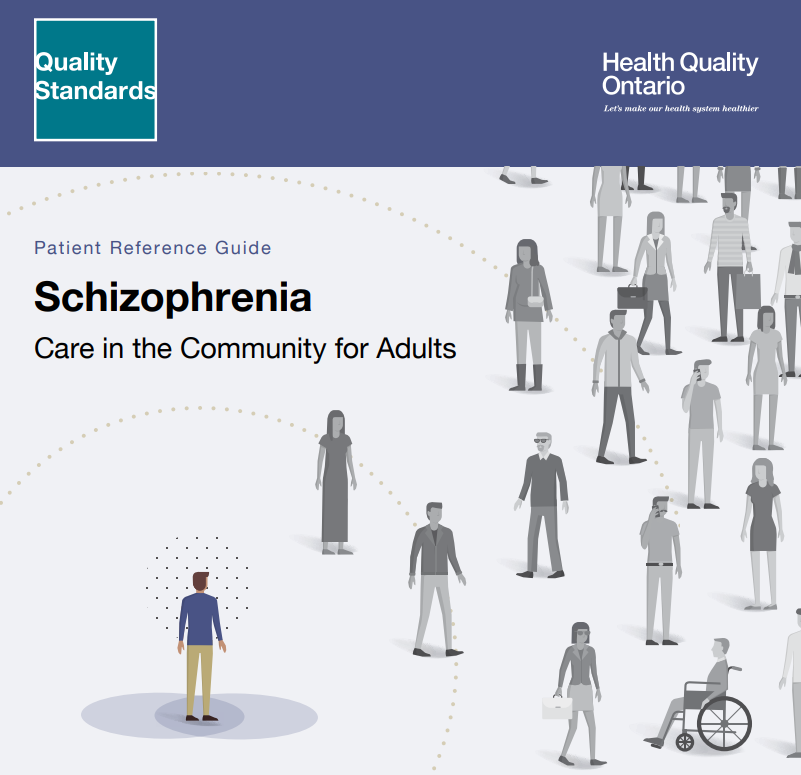 Quality
Standards
Health Quality
Ontario
Let's make our health system healthier
Patient Reference Guide
Schizophrenia
Care in the Community for Adults